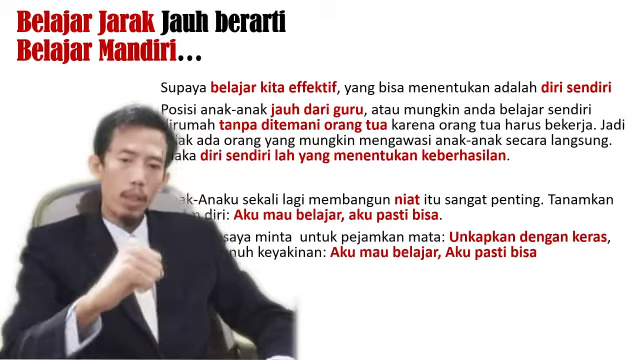 Belajar Jarak Jauh berarti
Belajar Mandiri...
Supaya belajar kita effektif, yang bisa menentukan adalah diri sendiri
Posisi anak-anak jauh dari guru, atau mungkin anda belajar sendiri
dirumah tanpa ditemani orang tua karena orang tua harus bekerja. Jadi
ada orang yang mungkin mengawasi anak-anak secara langsung.
diri sendiri lah yang menentukan keberhasilan.
-Anaku sekali lagi membangun niat itu sangat penting. Tanamkan
diri: Aku mau belajar, aku pasti bisa.
saya minta untuk pejamkan mata: Unkapkan dengan keras,
keyakinan: Aku mau belajar, Aku pasti bisa